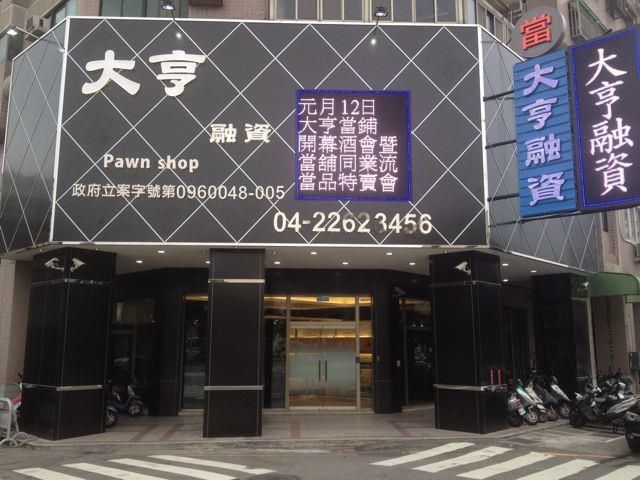 大亨
融資
Pawn shop
政府立案字號第0960048-005
04-22623456
元月12日
大亨當鋪
開幕酒會暨
當舖同業流
當品特賣會
當
大亨融資
大亨融資